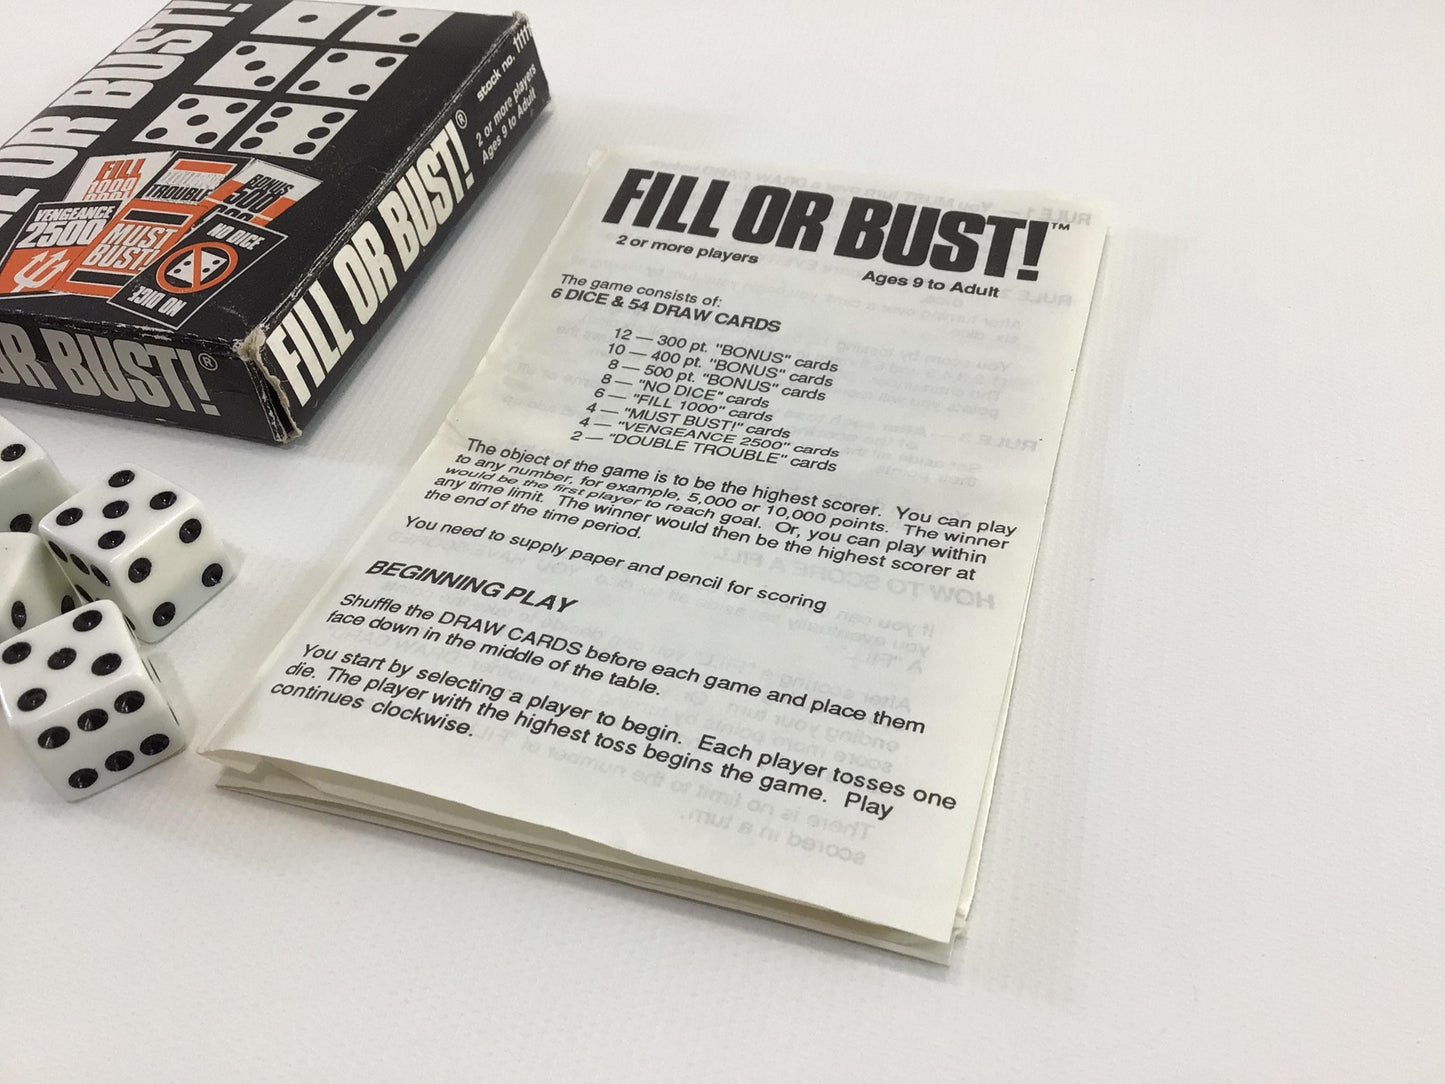 FILL OR BUST!™
2 or more players
Ages 9 to Adult
The game consists of:
6 DICE & 54 DRAW CARDS
12 — 300 pt. "BONUS" cards
10 — 400 pt. "BONUS" cards
8 — 500 pt. "BONUS" cards
8 — "NO DICE" cards
6 — "FILL 1000" cards
4 — "MUST BUST!" cards
4 — "VENGEANCE 2500" cards
2 — "DOUBLE TROUBLE" cards
The object of the game is to be the highest scorer. You can play
to any number, for example, 5,000 or 10,000 points. The winner
would be the first player to reach goal. Or, you can play within
any time limit. The winner would then be the highest scorer at
the end of the time period.
You need to supply paper and pencil for scoring
BEGINNING PLAY
Shuffle the DRAW CARDS before each game and place them
face down in the middle of the table.
You start by selecting a player to begin. Each player tosses one
die. The player with the highest toss begins the game. Play
continues clockwise.
OR BUST!
FILL
1000
TROUBLE
BONUS
500
VENGEANCE
2500
MUST
BUST!
NO DICE
NO DICE
OR BUST!®
FILL OR BUST!®
stock no. 1111
2 or more players
Ages 9 to Adult